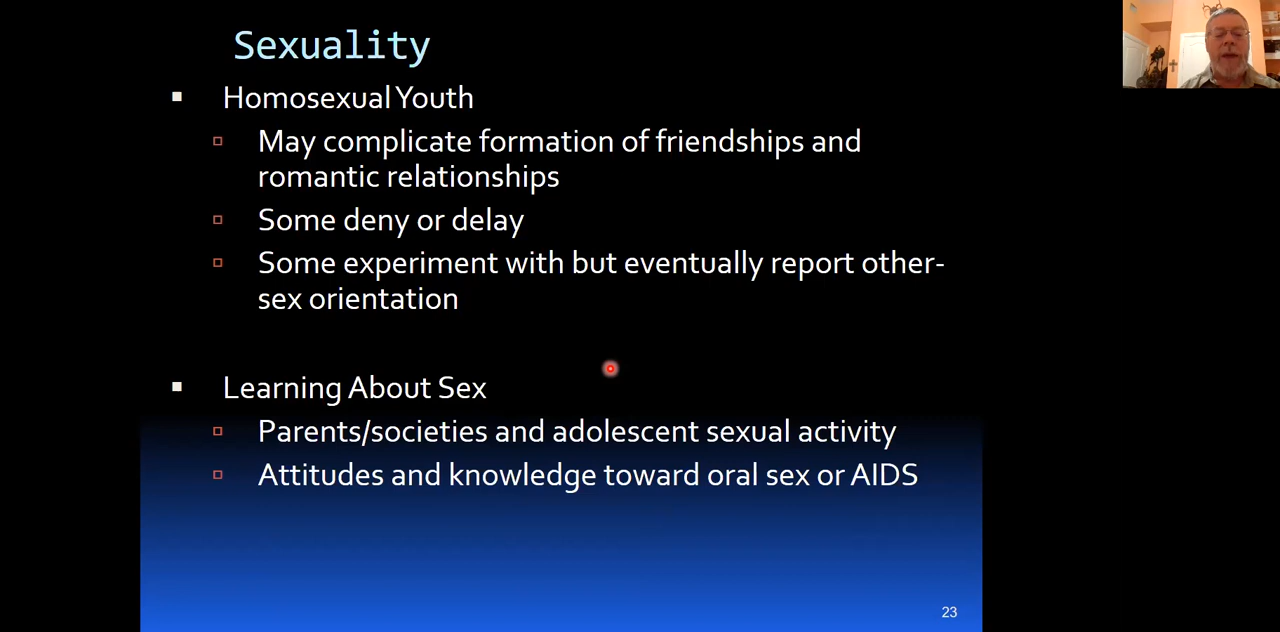 Sexuality
Homosexual Youth
May complicate formation of friendships and
romantic relationships
Some deny or delay
Some experiment with but eventually report other-
sex orientation
Learning About Sex
Parents/societies and adolescent sexual activity
Attitudes and knowledge toward oral sex or AIDS
23